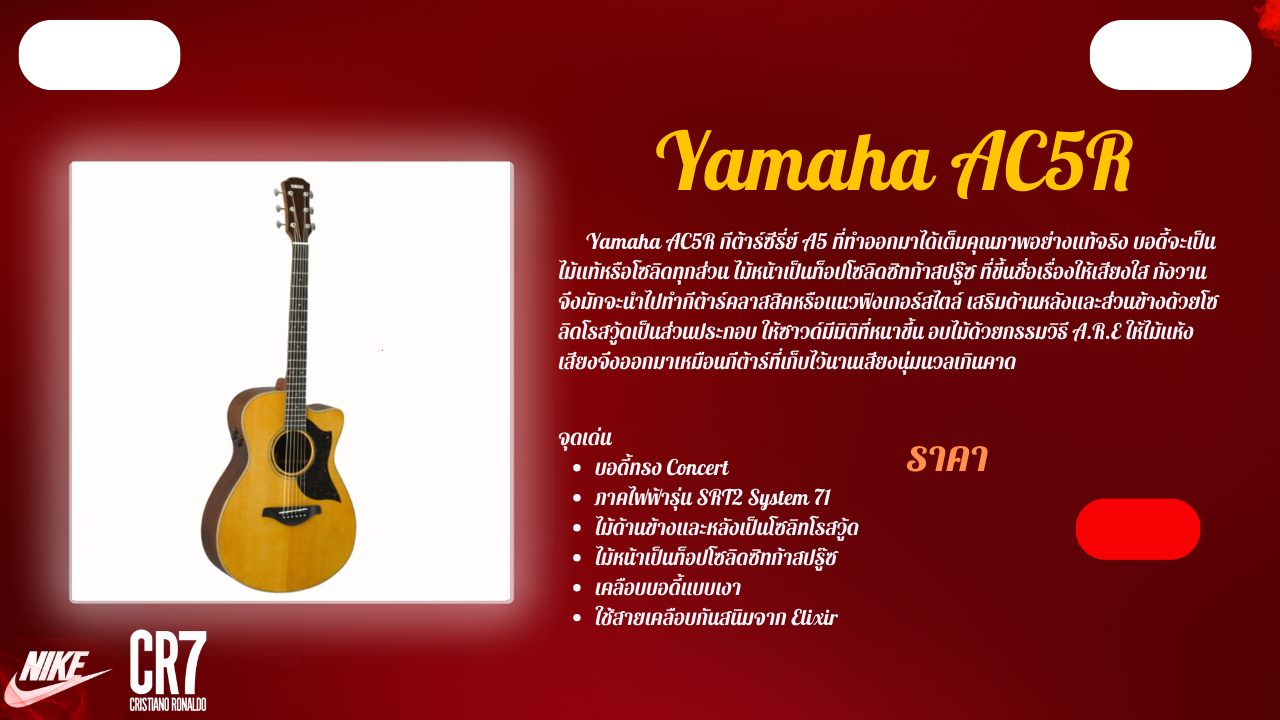 Yamaha AC5R
Yamaha AC5R กีต้าร์ซีรี่ย์ A5 ที่ทำออกมาได้เต็มคุณภาพอย่างแท้จริง บอดี้จะเป็น
ไม้แท้หรือโซลิดทุกส่วน ไม้หน้าเป็นท็อปโซลิดซิทก้าสปรู๊ซ ที่ขึ้นชื่อเรื่องให้เสียงใส กังวาน
จึงมักจะนำไปทำกีต้าร์คลาสสิคหรือแนวฟิงเกอร์สไตล์ เสริมด้านหลังและส่วนข้างด้วยโซ
ลิดโรสวู้ดเป็นส่วนประกอบ ให้ซาวด์มีมิติที่หนาขึ้น อบไม้ด้วยกรรมวิธี A.R.E ให้ไม้แห้ง
เสียงจึงออกมาเหมือนกีต้าร์ที่เก็บไว้นานเสียงนุ่มนวลเกินคาด
จุดเด่น
• บอดี้ทรง Concert
• ภาคไฟฟ้ารุ่น SRT2 System 71
• ไม้ด้านข้างและหลังเป็นโซลิทโรสวู้ด
• ไม้หน้าเป็นท็อปโซลิดซิทก้าสปรู๊ซ
• เคลือบบอดี้แบบเงา
• ใช้สายเคลือบกันสนิมจาก Elixir
ราคา
NIKE
CR7
CRISTIANO RONALDO